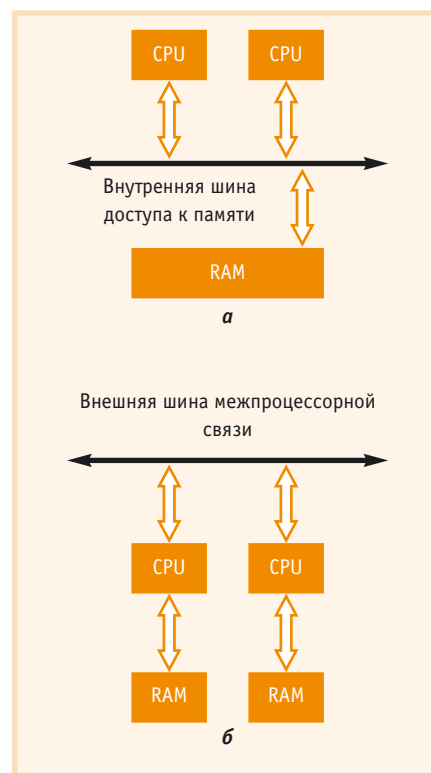 CPU CPU
Внутренняя шина
доступа к памяти
RAM
а
Внешняя шина межпроцессорной
связи
CPU CPU
RAM RAM
б